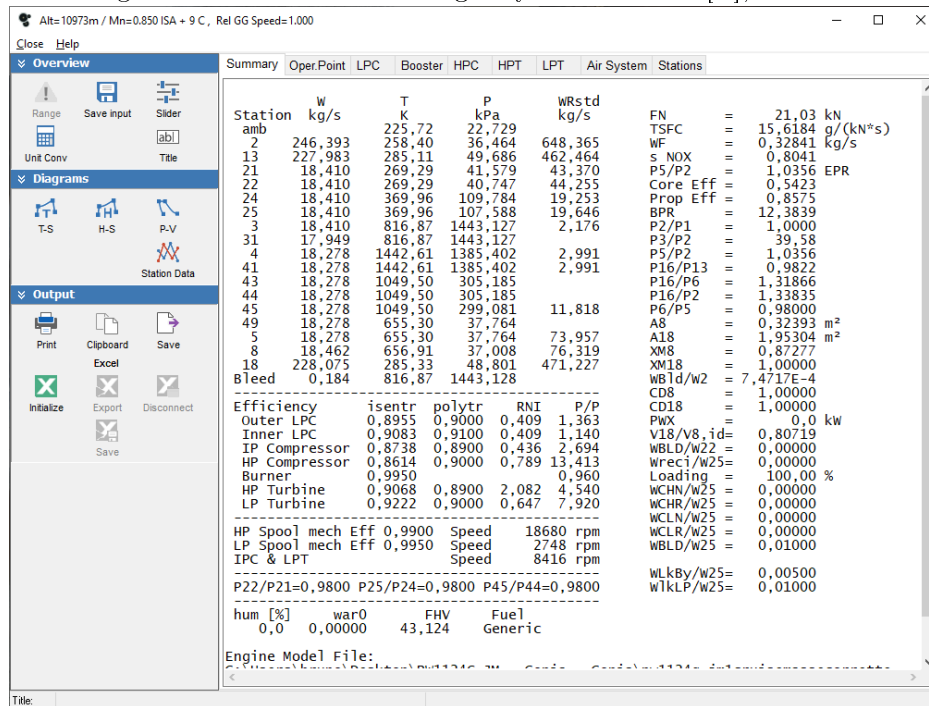 Alt=10973m / Mn=0.850 ISA + 9 C , Rel GG Speed=1.000
Close Help
Overview
Range Save input Slider
Unit Conv Title
Diagrams
T-S H-S P-V
Station Data
Output
Print Clipboard Save
Excel
Initialize Export Disconnect
Save
Summary Oper.Point LPC Booster HPC HPT LPT Air System Stations
W T P WRstd
Station kg/s K kPa kg/s FN = 21,03 kN
amb 225,72 22,729 TSFC = 15,6184 g/(kN*s)
2 246,393 258,40 36,464 648,365 WF = 0,32841 kg/s
13 227,983 285,11 49,686 462,464 s NOX = 0,8041
21 18,410 269,29 41,579 43,370 P5/P2 = 1,0356 EPR
22 18,410 269,29 40,747 44,255 Core Eff = 0,5423
24 18,410 369,96 109,784 19,253 Prop Eff = 0,8575
25 18,410 369,96 107,588 19,646 BPR = 12,3839
3 18,410 816,87 1443,127 2,176 P2/P1 = 1,0000
31 17,949 816,87 1443,127 P3/P2 = 39,58
4 18,278 1442,61 1385,402 2,991 P5/P2 = 1,0356
41 18,278 1442,61 1385,402 2,991 P16/P13 = 0,9822
43 18,278 1049,50 305,185 P16/P6 = 1,31866
44 18,278 1049,50 305,185 P16/P2 = 1,33835
45 18,278 1049,50 299,081 11,818 P6/P5 = 0,98000
49 18,278 655,30 37,764 A8 = 0,32393 m²
5 18,278 655,30 37,764 73,957 A18 = 1,95304 m²
8 18,462 656,91 37,008 76,319 XM8 = 0,87277
18 228,075 285,33 48,801 471,227 XM18 = 1,00000
Bleed 0,184 816,87 1443,128 WBld/W2 = 7,4717E-4
CD8 = 1,00000
Efficiency isentr polytr RNI P/P CD18 = 1,00000
Outer LPC 0,8955 0,9000 0,409 1,363 PWX = 0,0 kW
Inner LPC 0,9083 0,9100 0,409 1,140 V18/V8,id= 0,80719
IP Compressor 0,8738 0,8900 0,436 2,694 WBLD/W22 = 0,00000
HP Compressor 0,8614 0,9000 0,789 13,413 Wreci/W25= 0,00000
Burner 0,9950 0,960 Loading = 100,00 %
HP Turbine 0,9068 0,8900 2,082 4,540 WCHN/W25 = 0,00000
LP Turbine 0,9222 0,9000 0,647 7,920 WCHR/W25 = 0,00000
WCLN/W25 = 0,00000
HP Spool mech Eff 0,9900 Speed 18680 rpm WCLR/W25 = 0,00000
LP Spool mech Eff 0,9950 Speed 2748 rpm WBLD/W25 = 0,01000
IPC & LPT Speed 8416 rpm
WLkBy/W25= 0,00500
P22/P21=0,9800 P25/P24=0,9800 P45/P44=0,9800 WlkLP/W25= 0,01000
hum [%] war0 FHV Fuel
0,0 0,00000 43,124 Generic
Engine Model File:
Title: